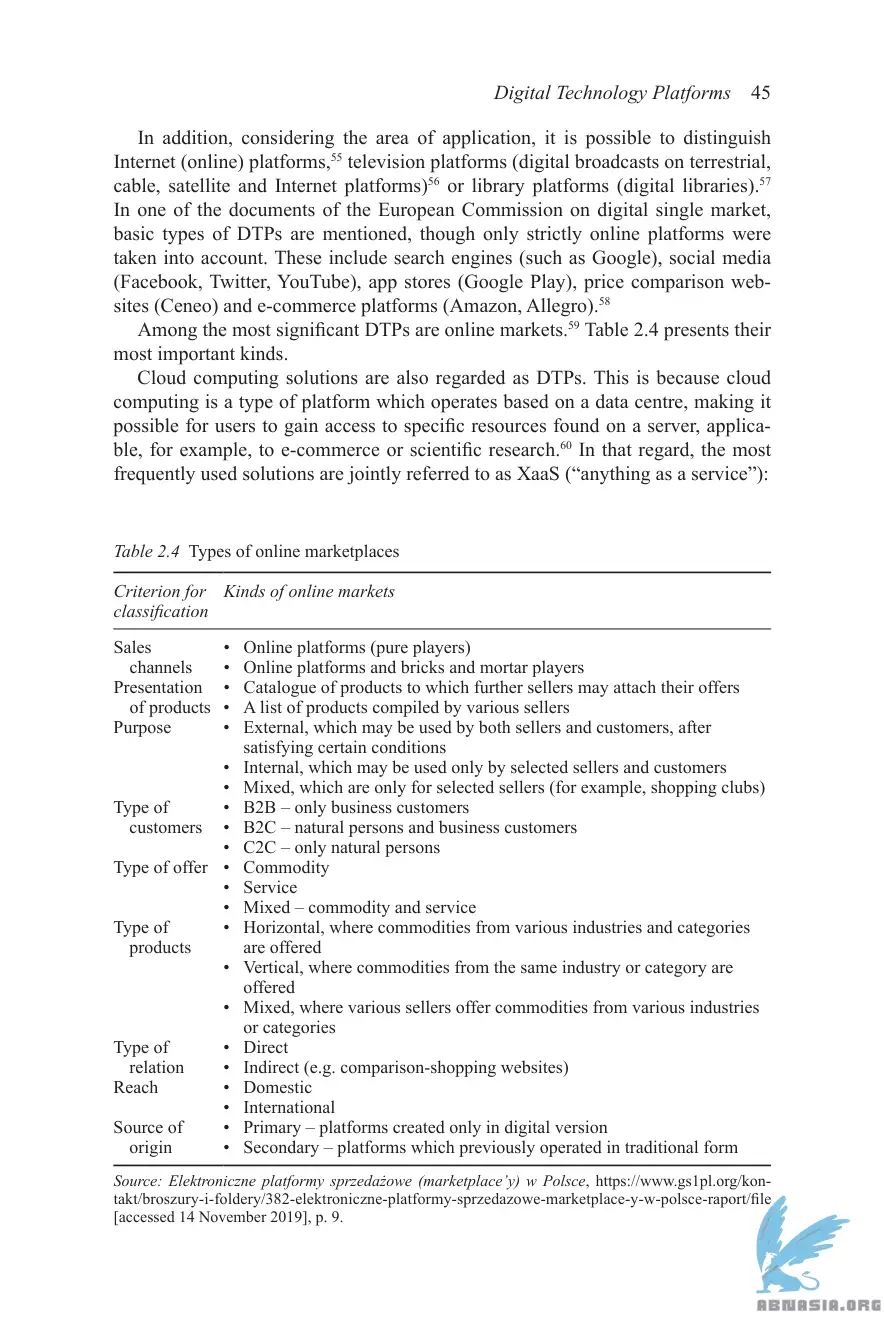 Digital Technology Platforms 45
In addition, considering the area of application, it is possible to distinguish
Internet (online) platforms,55 television platforms (digital broadcasts on terrestrial,
cable, satellite and Internet platforms)56 or library platforms (digital libraries).57
In one of the documents of the European Commission on digital single market,
basic types of DTPs are mentioned, though only strictly online platforms were
taken into account. These include search engines (such as Google), social media
(Facebook, Twitter, YouTube), app stores (Google Play), price comparison web-
sites (Ceneo) and e-commerce platforms (Amazon, Allegro).58
Among the most significant DTPs are online markets.59 Table 2.4 presents their
most important kinds.
Cloud computing solutions are also regarded as DTPs. This is because cloud
computing is a type of platform which operates based on a data centre, making it
possible for users to gain access to specific resources found on a server, applica-
ble, for example, to e-commerce or scientific research.60 In that regard, the most
frequently used solutions are jointly referred to as XaaS (“anything as a service”):
Table 2.4 Types of online marketplaces
Criterion for Kinds of online markets
classification
Sales • Online platforms (pure players)
channels • Online platforms and bricks and mortar players
Presentation • Catalogue of products to which further sellers may attach their offers
of products • A list of products compiled by various sellers
Purpose • External, which may be used by both sellers and customers, after
satisfying certain conditions
• Internal, which may be used only by selected sellers and customers
• Mixed, which are only for selected sellers (for example, shopping clubs)
Type of • B2B – only business customers
customers • B2C – natural persons and business customers
• C2C – only natural persons
Type of offer • Commodity
• Service
• Mixed – commodity and service
Type of • Horizontal, where commodities from various industries and categories
products are offered
• Vertical, where commodities from the same industry or category are
offered
• Mixed, where various sellers offer commodities from various industries
or categories
Type of • Direct
relation • Indirect (e.g. comparison-shopping websites)
Reach • Domestic
• International
Source of • Primary – platforms created only in digital version
origin • Secondary – platforms which previously operated in traditional form
Source: Elektroniczne platformy sprzedażowe (marketplace’y) w Polsce, https://www.gs1pl.org/kon-
takt/broszury-i-foldery/382-elektroniczne-platformy-sprzedazowe-marketplace-y-w-polsce-raport/file
[accessed 14 November 2019], p. 9.
ABNASIA.ORG